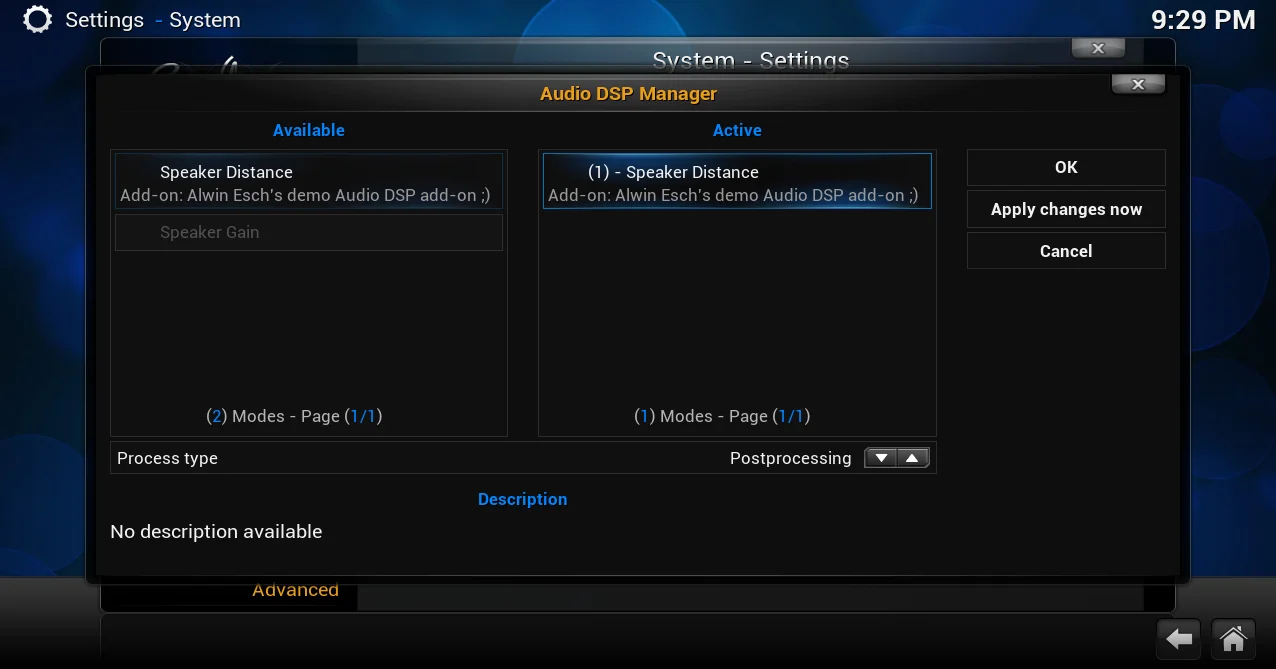 Settings - System
9:29 PM
System - Settings
Audio DSP Manager
Available
Active
Speaker Distance
Add-on: Alwin Esch's demo Audio DSP add-on ;)
Speaker Gain
(2) Modes - Page (1/1)
(1) - Speaker Distance
Add-on: Alwin Esch's demo Audio DSP add-on ;)
(1) Modes - Page (1/1)
OK
Apply changes now
Cancel
Process type
Postprocessing
Description
No description available
Advanced